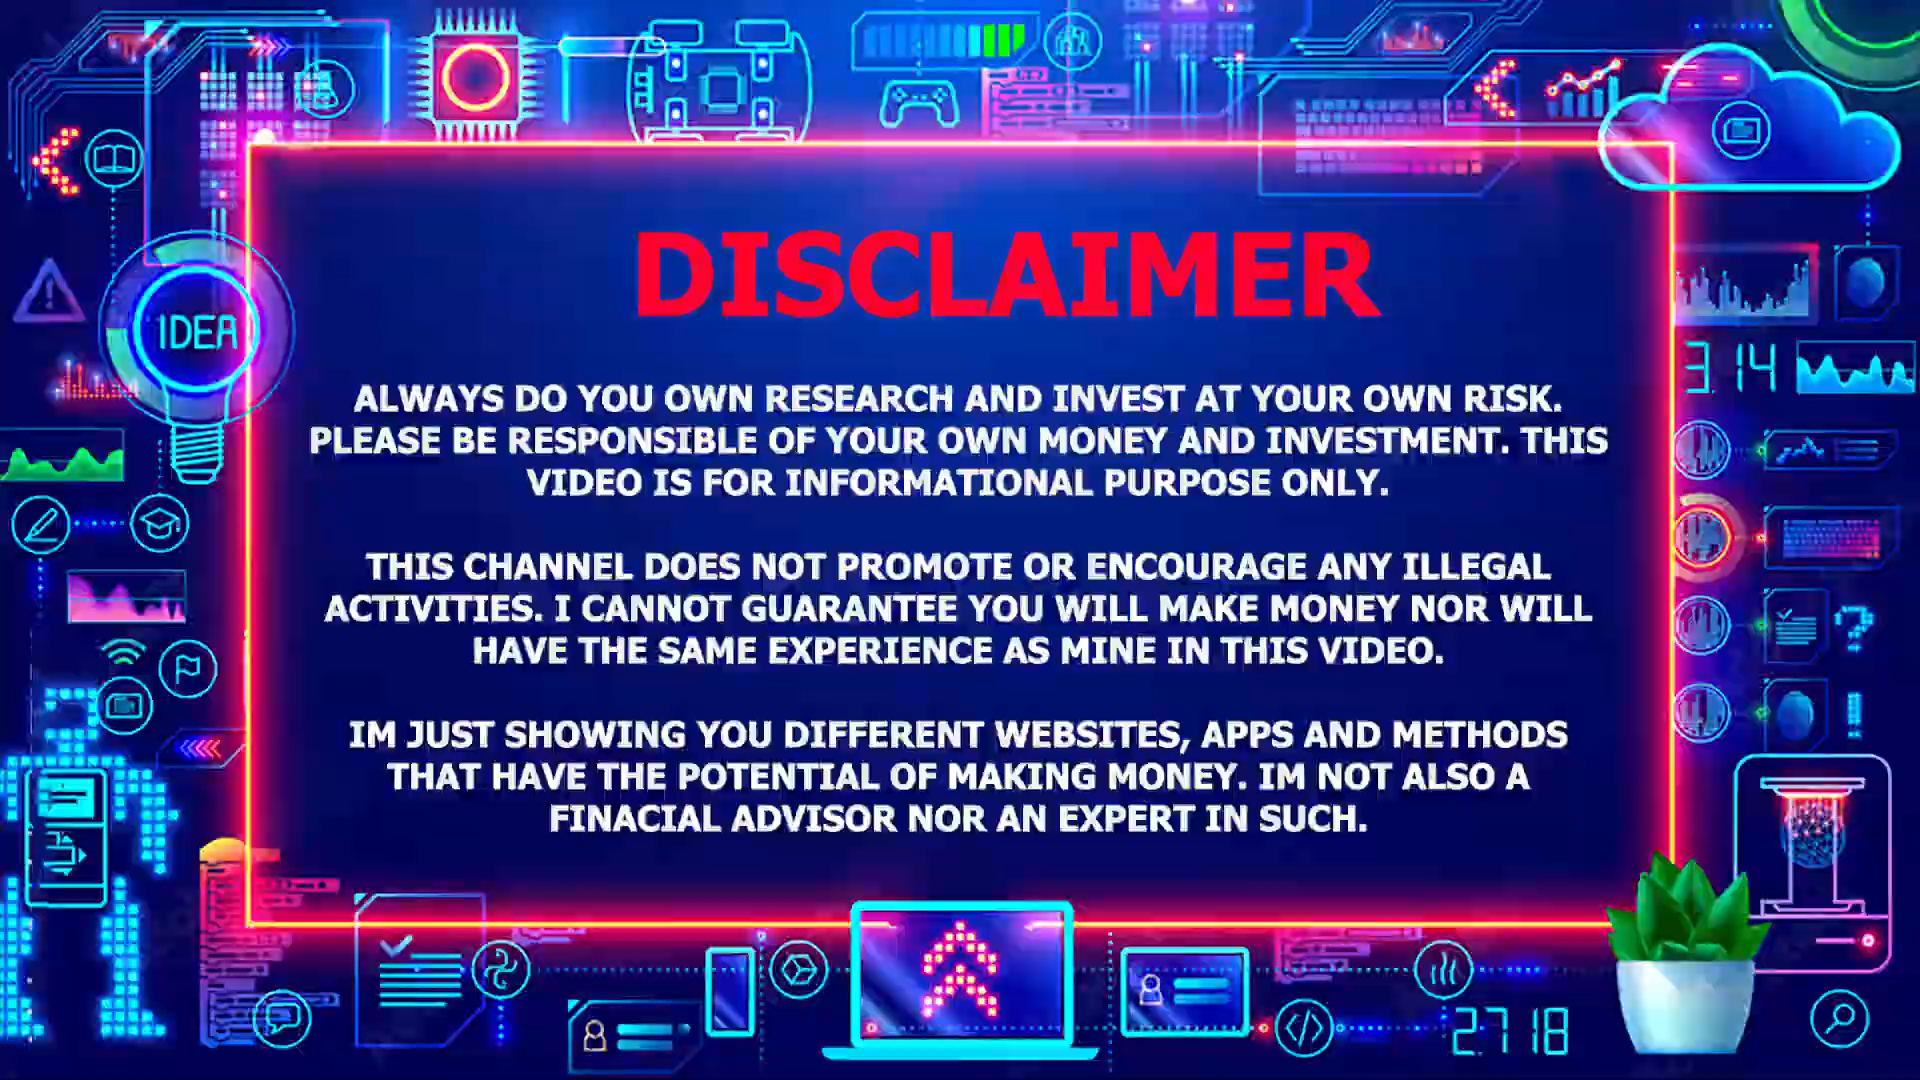 DISCLAIMER
IDEA
3.14
ALWAYS DO YOU OWN RESEARCH AND INVEST AT YOUR OWN RISK.
PLEASE BE RESPONSIBLE OF YOUR OWN MONEY AND INVESTMENT. THIS
VIDEO IS FOR INFORMATIONAL PURPOSE ONLY.
THIS CHANNEL DOES NOT PROMOTE OR ENCOURAGE ANY ILLEGAL
ACTIVITIES. I CANNOT GUARANTEE YOU WILL MAKE MONEY NOR WILL
HAVE THE SAME EXPERIENCE AS MINE IN THIS VIDEO.
IM JUST SHOWING YOU DIFFERENT WEBSITES, APPS AND METHODS
THAT HAVE THE POTENTIAL OF MAKING MONEY. IM NOT ALSO A
FINACIAL ADVISOR NOR AN EXPERT IN SUCH.
2.718